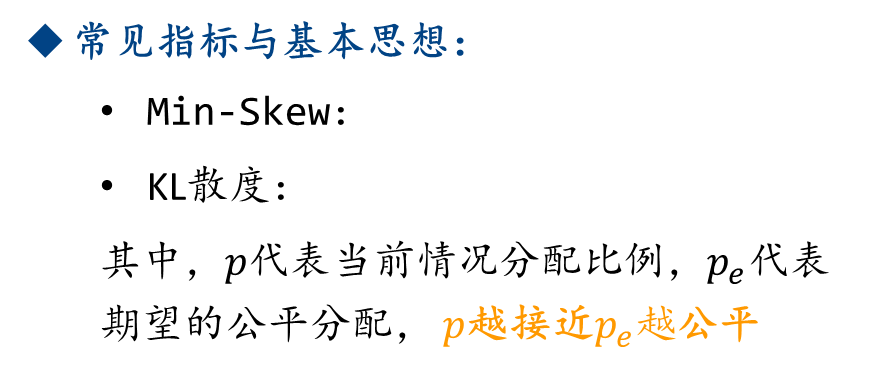 ◆ 常见指标与基本思想：
• Min-Skew：
• KL散度：
其中，p代表当前情况分配比例，pₑ代表
期望的公平分配，p越接近pₑ越公平